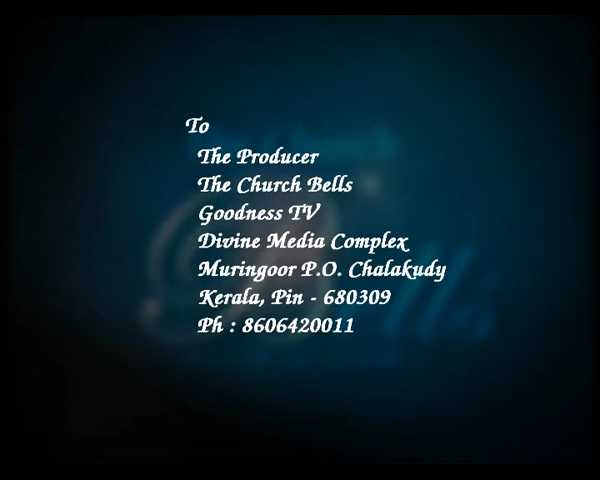 To
The Producer
The Church Bells
Goodness TV
Divine Media Complex
Muringoor P.O. Chalakudy
Kerala, Pin - 680309
Ph : 8606420011